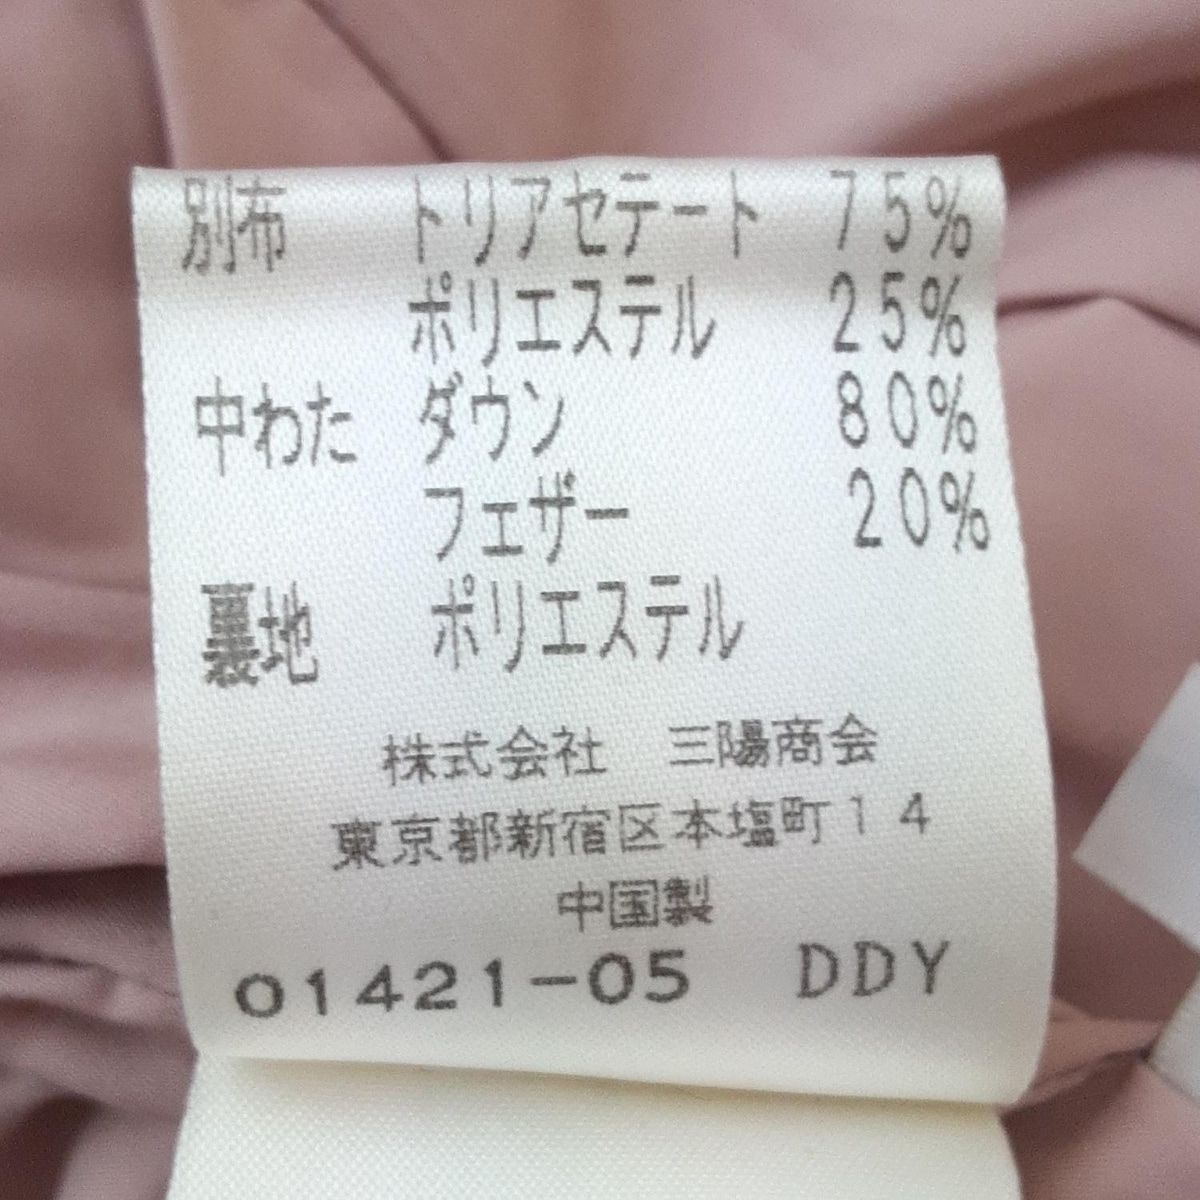 別布 トリアセテート 75%
ポリエステル 25%
中わた ダウン 80%
フェザー 20%
裏地 ポリエステル
株式会社 三陽商会
東京都新宿区本塩町14
中国製
01421-05 DDY